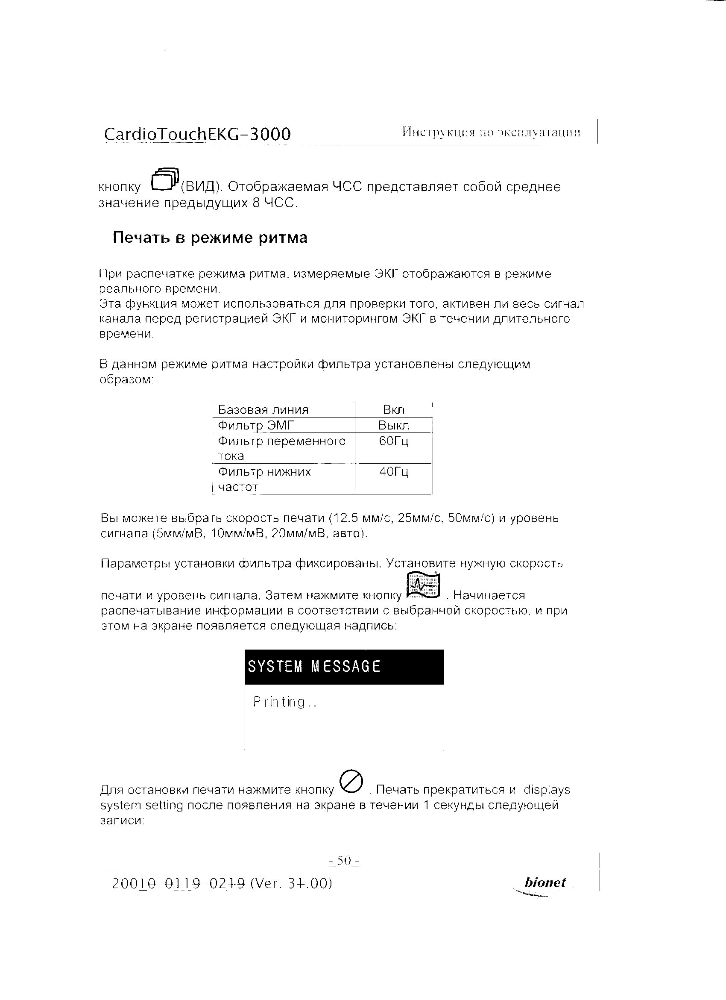 CardioTouchEKG-3000
Инструкция по эксплуатации
кнопку (ВИД). Отображаемая ЧСС представляет собой среднее
значение предыдущих 8 ЧСС.
Печать в режиме ритма
При распечатке режима ритма, измеряемые ЭКГ отображаются в режиме
реального времени.
Эта функция может использоваться для проверки того, активен ли весь сигнал
канала перед регистрацией ЭКГ и мониторингом ЭКГ в течении длительного
времени.
В данном режиме ритма настройки фильтра установлены следующим
образом:
Базовая линия Вкл
Фильтр ЭМГ Выкл
Фильтр переменного 60Гц
тока
Фильтр нижних 40Гц
частот
Вы можете выбрать скорость печати (12.5 мм/с, 25мм/с, 50мм/с) и уровень
сигнала (5мм/мВ, 10мм/мВ, 20мм/мВ, авто).
Параметры установки фильтра фиксированы. Установите нужную скорость
печати и уровень сигнала. Затем нажмите кнопку . Начинается
распечатывание информации в соответствии с выбранной скоростью, и при
этом на экране появляется следующая надпись:
SYSTEM MESSAGE
Printing..
Для остановки печати нажмите кнопку . Печать прекратиться и displays
system setting после появления на экране в течении 1 секунды следующей
записи:
- 50 -
(Ver. 31.00)
bionet